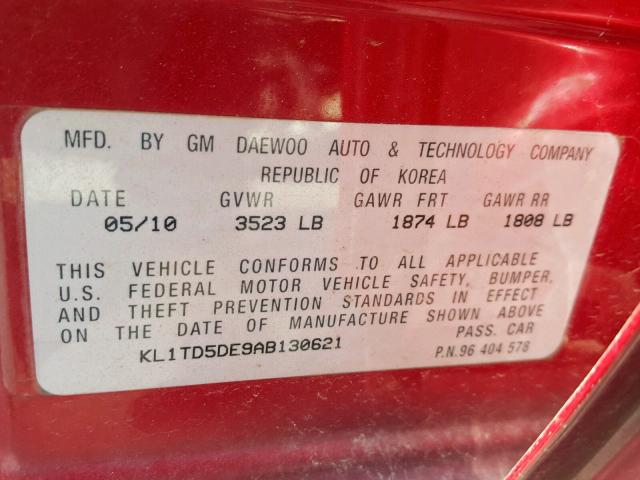 MFD. BY GM DAEWOO AUTO & TECHNOLOGY COMPANY
REPUBLIC OF KOREA
DATE GVWR GAWR FRT GAWR RR
05/10 3523 LB 1874 LB 1808 LB
THIS VEHICLE CONFORMS TO ALL APPLICABLE
U.S. FEDERAL MOTOR VEHICLE SAFETY, BUMPER,
AND THEFT PREVENTION STANDARDS IN EFFECT
ON THE DATE OF MANUFACTURE SHOWN ABOVE
PASS. CAR
KL1TD5DE9AB130621
P.N.96 404 578